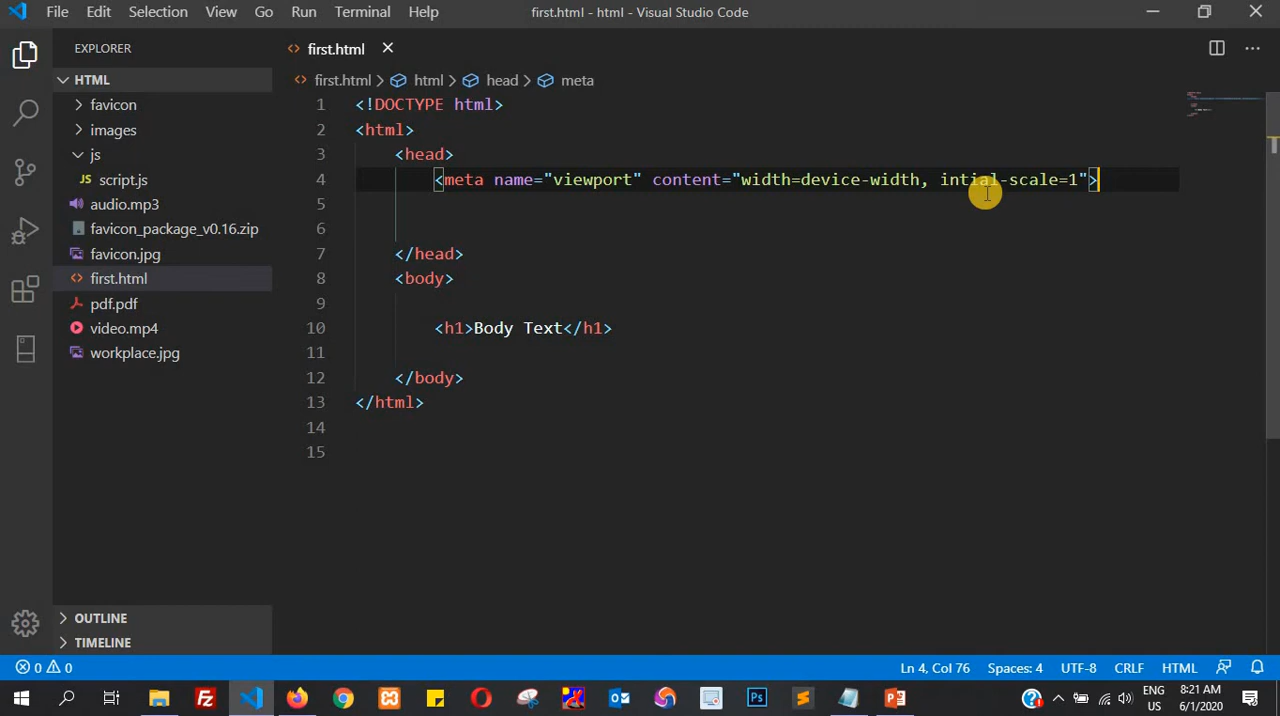 File Edit Selection View Go Run Terminal Help first.html - html - Visual Studio Code
EXPLORER
HTML
favicon
images
js
JS script.js
audio.mp3
favicon_package_v0.16.zip
favicon.jpg
first.html
pdf.pdf
video.mp4
workplace.jpg
OUTLINE
TIMELINE
first.html
first.html html head meta
1 <!DOCTYPE html>
2 <html>
3 <head>
4 <meta name="viewport" content="width=device-width, intial-scale=1">
5
6
7 </head>
8 <body>
9
10 <h1>Body Text</h1>
11
12 </body>
13 </html>
14
15
0 0 Ln 4, Col 76 Spaces: 4 UTF-8 CRLF HTML
Fz Ps S P ENG 8:21 AM
US 6/1/2020